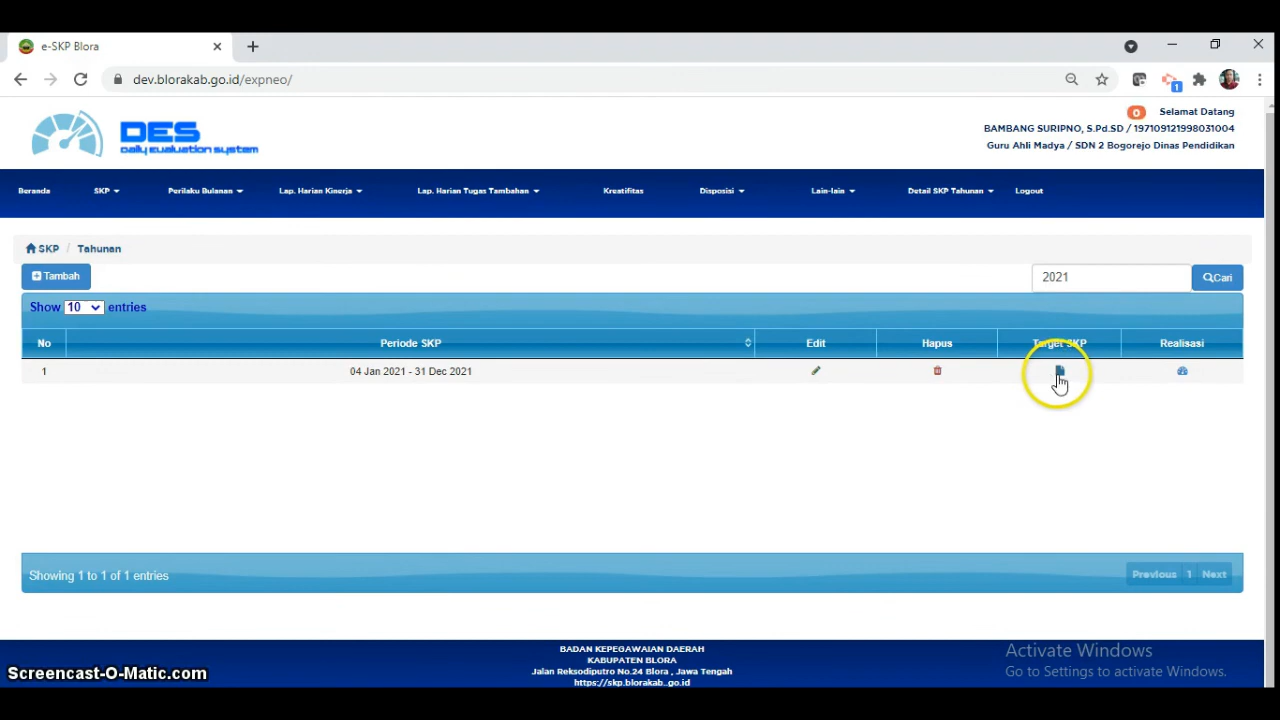 e-SKP Blora
dev.blorakab.go.id/expneo/
1
DES
Daily evaluation system
0 Selamat Datang
BAMBANG SURIPNO, S.Pd.SD / 197109121998031004
Guru Ahli Madya / SDN 2 Bogorejo Dinas Pendidikan
Beranda SKP Perilaku Bulanan Lap. Harian Kinerja Lap. Harian Tugas Tambahan Kreatifitas Disposisi Lain-lain Detail SKP Tahunan Logout
SKP / Tahunan
Tambah 2021 Cari
Show 10 entries
No Periode SKP Edit Hapus Target SKP Realisasi
1 04 Jan 2021 - 31 Dec 2021
Showing 1 to 1 of 1 entries Previous 1 Next
BADAN KEPEGAWAIAN DAERAH
KABUPATEN BLORA
Jalan Reksodiputro No.24 Blora , Jawa Tengah
https://skp.blorakab.go.id
Activate Windows
Go to Settings to activate Windows.
Screencast-O-Matic.com